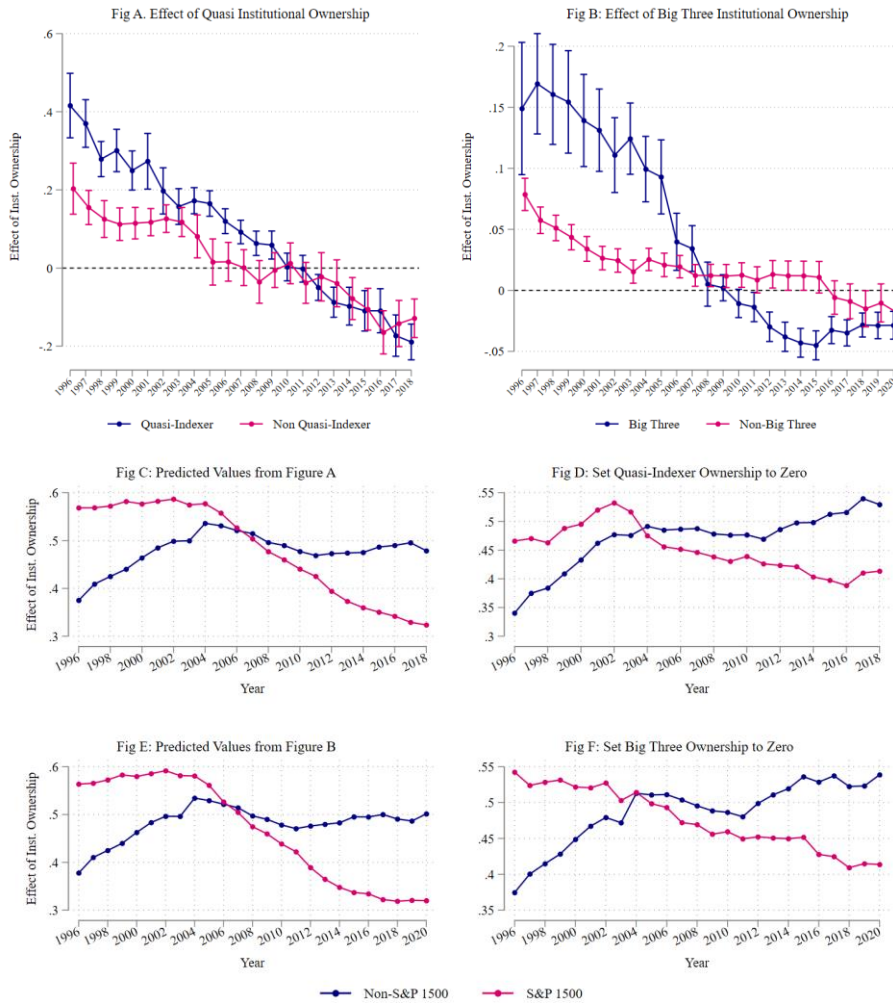 Fig A. Effect of Quasi Institutional Ownership
Effect of Inst. Ownership
.6
.4
.2
0
-.2
1996 1997 1998 1999 2000 2001 2002 2003 2004 2005 2006 2007 2008 2009 2010 2011 2012 2013 2014 2015 2016 2017 2018
Quasi-Indexer Non Quasi-Indexer
Fig B: Effect of Big Three Institutional Ownership
Effect of Inst. Ownership
.2
.15
.1
.05
0
-.05
1996 1997 1998 1999 2000 2001 2002 2003 2004 2005 2006 2007 2008 2009 2010 2011 2012 2013 2014 2015 2016 2017 2018 2019 2020
Big Three Non-Big Three
Fig C: Predicted Values from Figure A
Effect of Inst. Ownership
.6
.5
.4
.3
1996 1998 2000 2002 2004 2006 2008 2010 2012 2014 2016 2018
Year
Fig D: Set Quasi-Indexer Ownership to Zero
.55
.5
.45
.4
.35
.3
1996 1998 2000 2002 2004 2006 2008 2010 2012 2014 2016 2018
Year
Fig E: Predicted Values from Figure B
Effect of Inst. Ownership
.6
.5
.4
.3
1996 1998 2000 2002 2004 2006 2008 2010 2012 2014 2016 2018 2020
Year
Fig F: Set Big Three Ownership to Zero
.55
.5
.45
.4
.35
1996 1998 2000 2002 2004 2006 2008 2010 2012 2014 2016 2018 2020
Year
Non-S&P 1500 S&P 1500